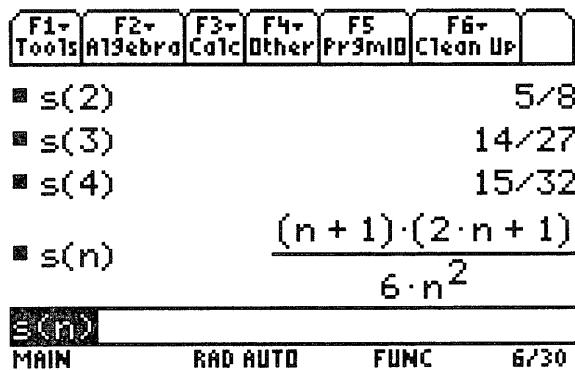 F1▾ F2▾ F3▾ F4▾ F5 F6▾
Tools Algebra Calc Other PrgmIO Clean Up
▪ s(2) 5/8
▪ s(3) 14/27
▪ s(4) 15/32
▪ s(n) (n + 1)·(2·n + 1)
6·n²
s(n)
MAIN RAD AUTO FUNC 6/30